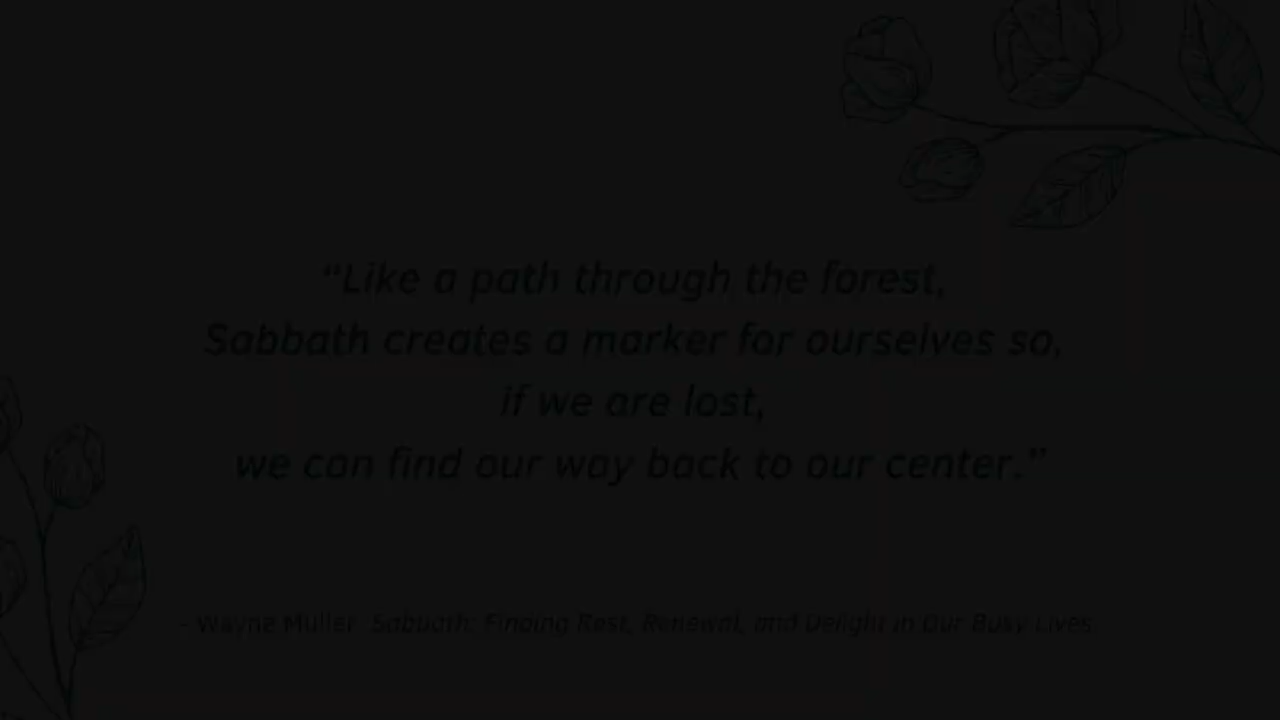 “Like a path through the forest,
Sabbath creates a marker for ourselves so,
if we are lost,
we can find our way back to our center.”
- Wayne Muller Sabbath: Finding Rest, Renewal, and Delight in Our Busy Lives